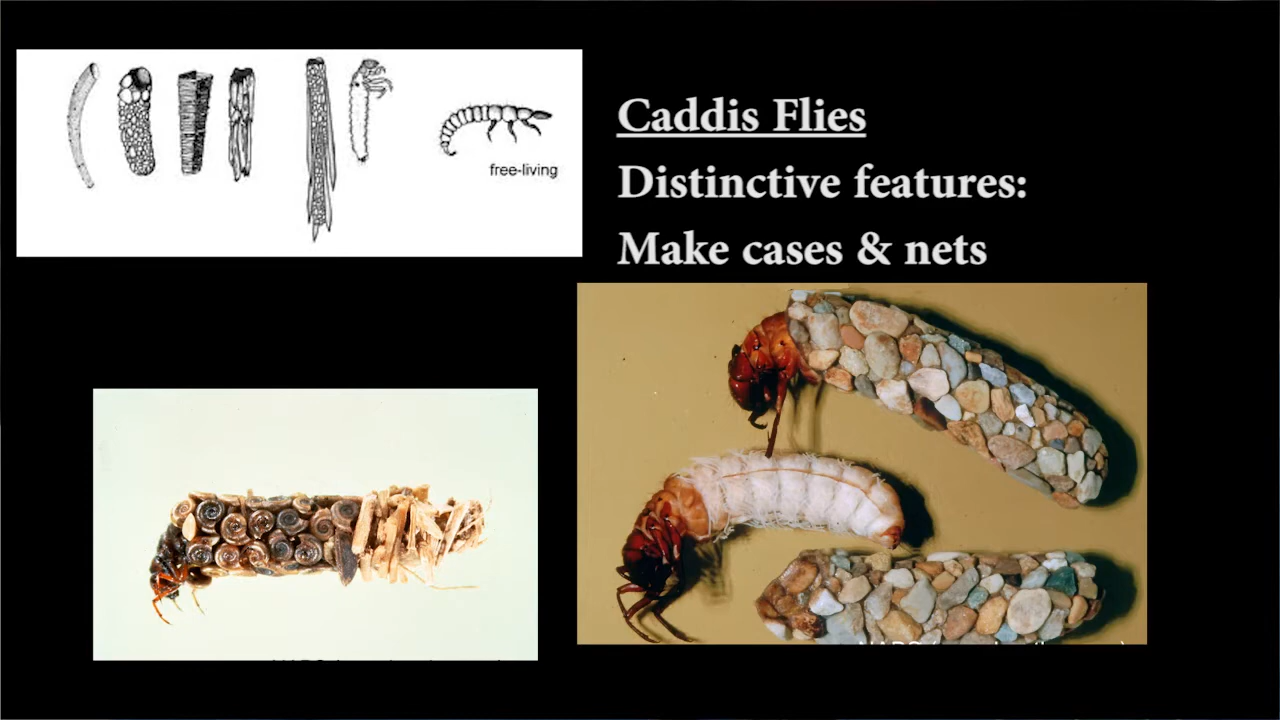 Caddis Flies
Distinctive features:
Make cases & nets
free-living